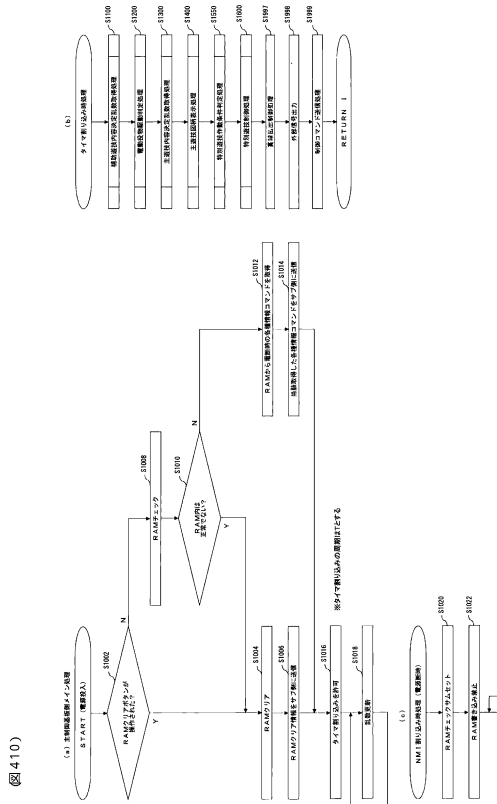 (図410)
(a) 主制御基板側メイン処理
START (電源投入)
S1002
RAMクリアボタンが
操作された?
N
Y
S1008
RAMチェック
S1010
RAM内は
正常でない?
N
Y
S1004
RAMクリア
S1006
RAMクリア情報をサブ側に送信
S1012
RAMから電断時の各種情報コマンドを取得
S1014
当該取得した各種情報コマンドをサブ側に送信
S1016
タイマ割り込みを許可
※タイマ割り込みの周期はTとする
S1018
乱数更新
(b)
タイマ割り込み時処理
S1100
補助遊技内容決定乱数取得処理
S1200
電動役物駆動判定処理
S1300
主遊技内容決定乱数取得処理
S1400
主遊技図柄表示処理
S1550
特別遊技作動条件判定処理
S1600
特別遊技制御処理
S1997
賞球払出制御処理
S1998
外部信号出力
S1999
制御コマンド送信処理
RETURN I
(c)
NMI割り込み時処理 (電源断時)
S1020
RAMチェックサムセット
S1022
RAM書き込み禁止